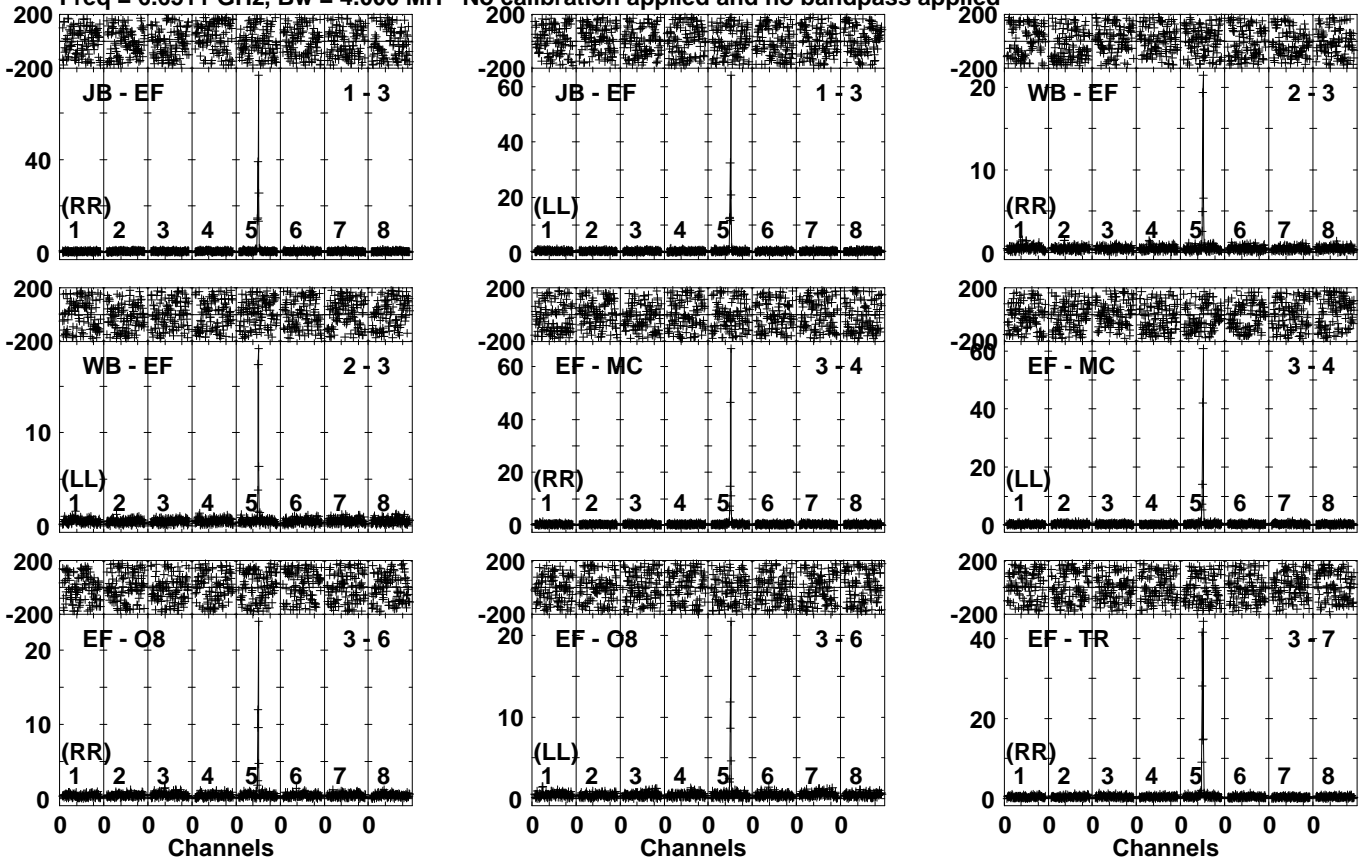 No calibration applied and no bandpass applied
200 200 200
-200 -200 -200
JB - EF 1 - 3 JB - EF 1 - 3 WB - EF 2 - 3
60 20
40 40 10
20
(RR) (LL) (RR)
1 2 3 4 5 6 7 8 1 2 3 4 5 6 7 8 1 2 3 4 5 6 7 8
0 0 0
200 200 200
-200 -200 -200
WB - EF 2 - 3 EF - MC 3 - 4 EF - MC 3 - 4
60 60
10 40 40
20 20
(LL) (RR) (LL)
1 2 3 4 5 6 7 8 1 2 3 4 5 6 7 8 1 2 3 4 5 6 7 8
0 0 0
200 200 200
-200 -200 -200
EF - O8 3 - 6 EF - O8 3 - 6 EF - TR 3 - 7
20 20 40
10 10 20
(RR) (LL) (RR)
1 2 3 4 5 6 7 8 1 2 3 4 5 6 7 8 1 2 3 4 5 6 7 8
0 0 0
0 0 0 0 0 0 0 0 0 0 0 0 0 0 0 0 0 0 0 0 0 0 0 0
Channels Channels Channels